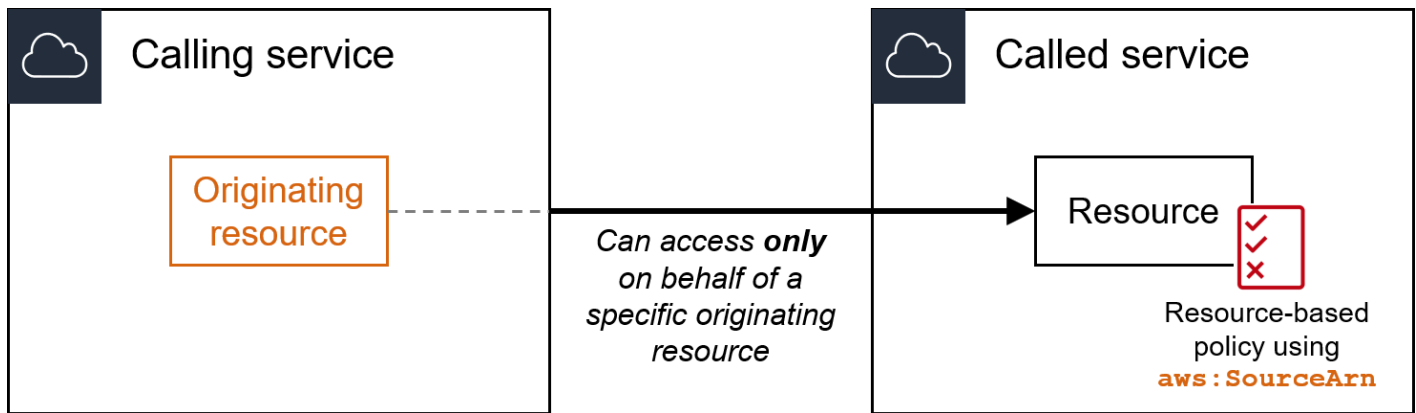 Calling service
Originating
resource
Can access only
on behalf of a
specific originating
resource
Called service
Resource
Resource-based
policy using
aws:SourceArn